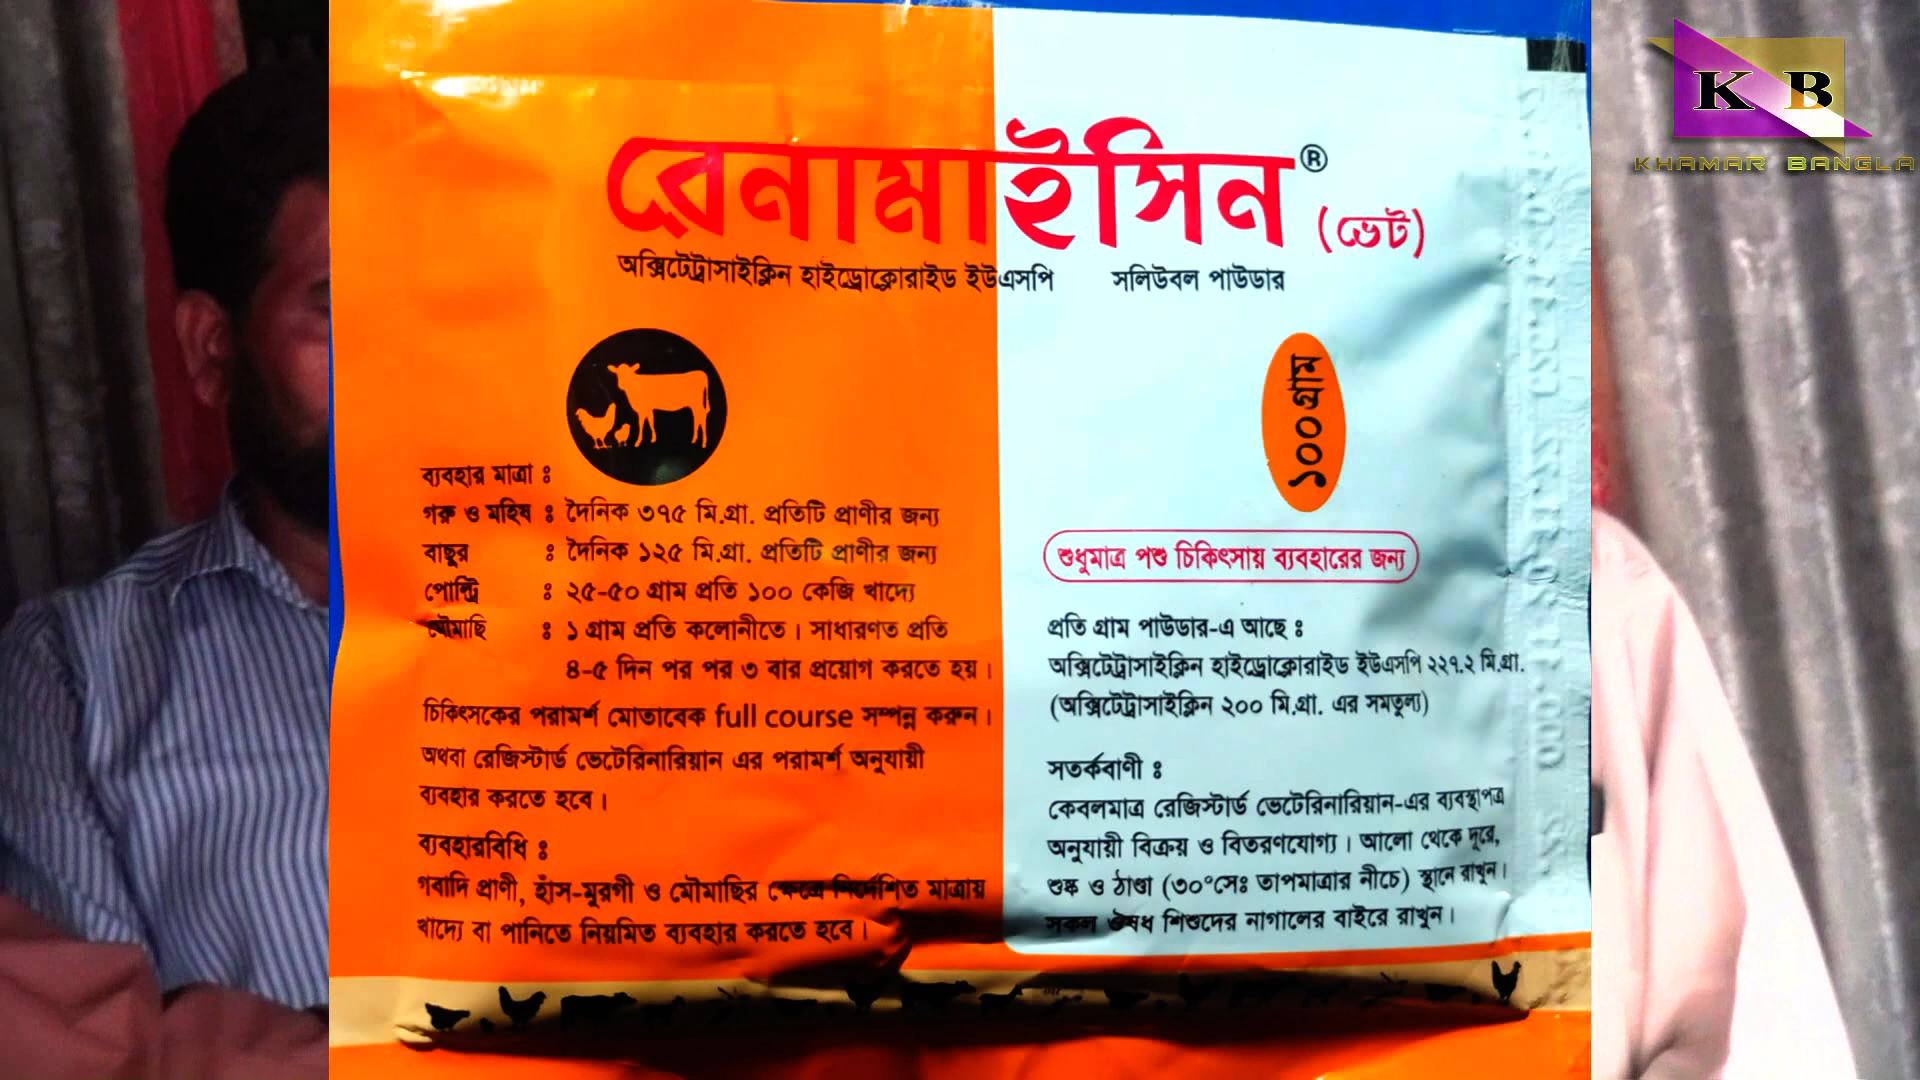 K B
KHAMAR BANGLA
রেনামাইসিন® (ভেট)
অক্সিটেট্রাসাইক্লিন হাইড্রোক্লোরাইড ইউএসপি সলিউবল পাউডার
১০০ গ্রাম
ব্যবহার মাত্রা ঃ
গরু ও মহিষ ঃ দৈনিক ৩৭৫ মি.গ্রা. প্রতিটি প্রাণীর জন্য
বাছুর ঃ দৈনিক ১২৫ মি.গ্রা. প্রতিটি প্রাণীর জন্য
পোল্ট্রি ঃ ২৫-৫০ গ্রাম প্রতি ১০০ কেজি খাদ্যে
মৌমাছি ঃ ১ গ্রাম প্রতি কলোনীতে। সাধারণত প্রতি
৪-৫ দিন পর পর ৩ বার প্রয়োগ করতে হয়।
চিকিৎসকের পরামর্শ মোতাবেক full course সম্পন্ন করুন।
অথবা রেজিস্টার্ড ভেটেরিনারিয়ান এর পরামর্শ অনুযায়ী
ব্যবহার করতে হবে।
ব্যবহারবিধি ঃ
গবাদি প্রাণী, হাঁস-মুরগী ও মৌমাছির ক্ষেত্রে নির্দেশিত মাত্রায়
খাদ্যে বা পানিতে নিয়মিত ব্যবহার করতে হবে।
শুধুমাত্র পশু চিকিৎসায় ব্যবহারের জন্য
প্রতি গ্রাম পাউডার-এ আছে ঃ
অক্সিটেট্রাসাইক্লিন হাইড্রোক্লোরাইড ইউএসপি ২২৭.২ মি.গ্রা.
(অক্সিটেট্রাসাইক্লিন ২০০ মি.গ্রা. এর সমতুল্য)
সতর্কবাণী ঃ
কেবলমাত্র রেজিস্টার্ড ভেটেরিনারিয়ান-এর ব্যবস্থাপত্র
অনুযায়ী বিক্রয় ও বিতরণযোগ্য। আলো থেকে দূরে,
শুষ্ক ও ঠাণ্ডা (৩০°সেঃ তাপমাত্রার নীচে) স্থানে রাখুন।
সকল ঔষধ শিশুদের নাগালের বাইরে রাখুন।